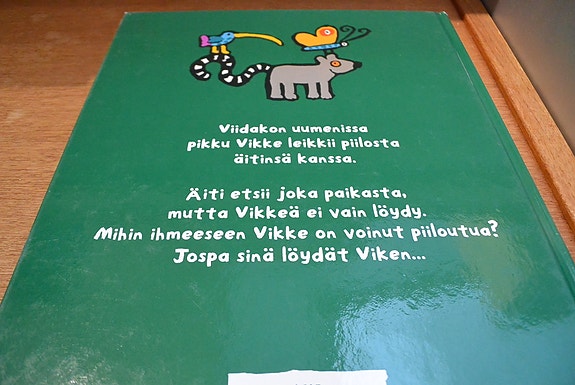 Viidakon uumenissa
pikku Vikke leikkii piilosta
äitinsä kanssa.
Äiti etsii joka paikasta,
mutta Vikkeä ei vain löydy.
Mihin ihmeeseen Vikke on voinut piiloutua?
Jospa sinä löydät Viken...